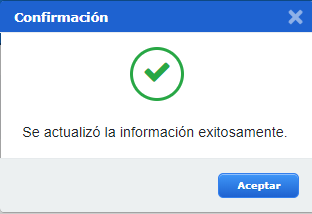 Confirmación
Se actualizó la información exitosamente.
Aceptar